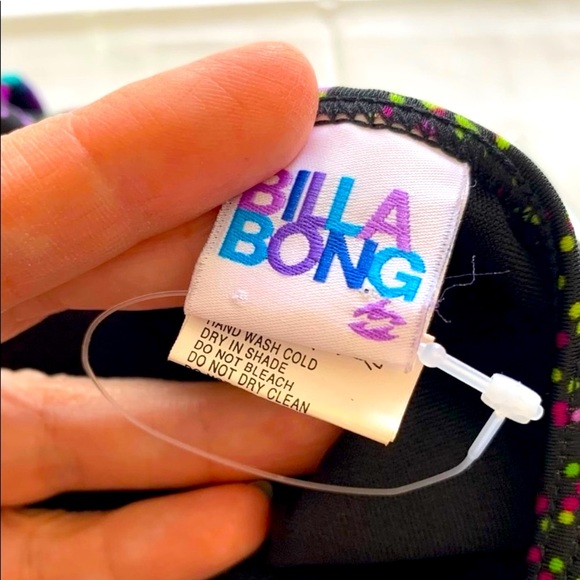 BILLA
BONG
HAND WASH COLD
DRY IN SHADE
DO NOT BLEACH
DO NOT DRY CLEAN